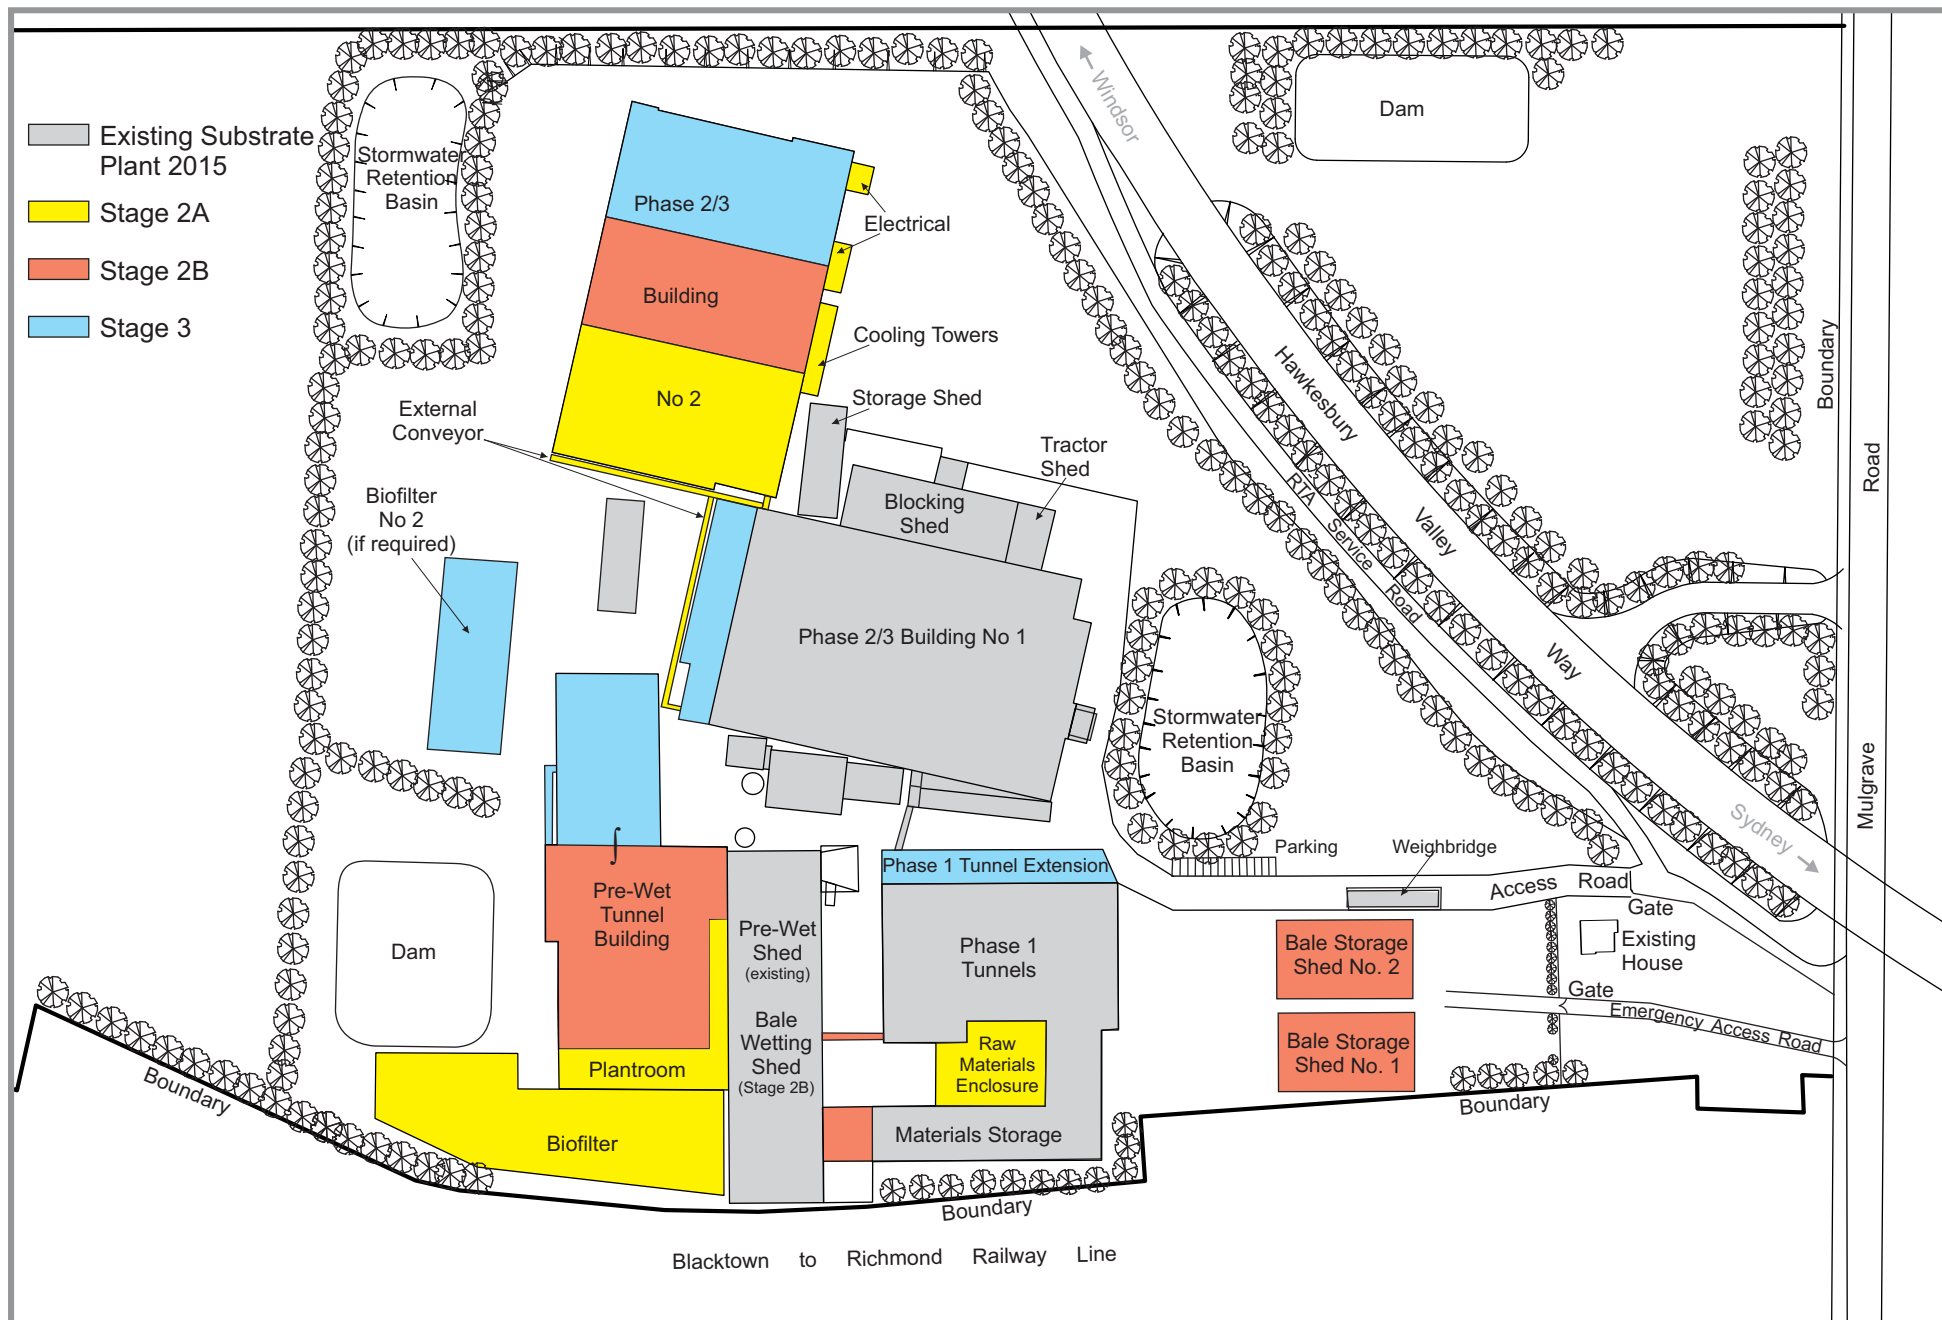 Existing Substrate
Plant 2015
Stage 2A
Stage 2B
Stage 3
Stormwater
Retention
Basin
Phase 2/3
Building
No 2
Electrical
Cooling Towers
Storage Shed
External
Conveyor
Tractor
Shed
Blocking
Shed
Biofilter
No 2
(if required)
Phase 2/3 Building No 1
Windsor
Dam
Hawkesbury
Valley
Way
RTA
Service
Road
Boundary
Road
Mulgrave
Sydney
Stormwater
Retention
Basin
Parking
Weighbridge
Access Road
Gate
Existing
House
Gate
Emergency Access Road
Phase 1 Tunnel Extension
Pre-Wet
Tunnel
Building
Dam
Pre-Wet
Shed
(existing)
Bale
Wetting
Shed
(Stage 2B)
Phase 1
Tunnels
Bale Storage
Shed No. 2
Bale Storage
Shed No. 1
Raw
Materials
Enclosure
Plantroom
Biofilter
Materials Storage
Boundary
Boundary
Boundary
Blacktown to Richmond Railway Line